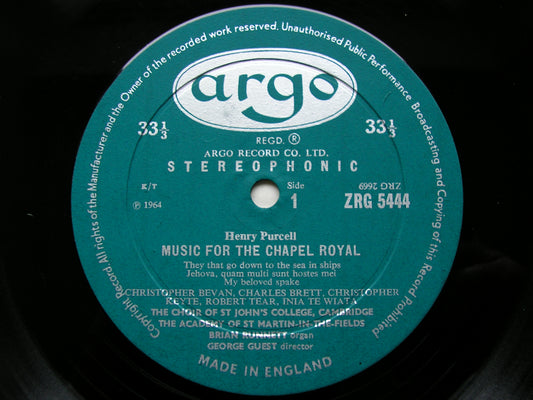 Copyright Record All rights of the Manufacturer and the Owner of the recorded work reserved. Unauthorised Public Performance Broadcasting and Copying of this Record Prohibited
argo
33⅓
33⅓
REGD. ®
ARGO RECORD CO. LTD.
STEREOPHONIC
K/T
Side
ZRG 2669
℗ 1964
1
ZRG 5444
Henry Purcell
MUSIC FOR THE CHAPEL ROYAL
They that go down to the sea in ships
Jehova, quam multi sunt hostes mei
My beloved spake
CHRISTOPHER BEVAN, CHARLES BRETT, CHRISTOPHER
KEYTE, ROBERT TEAR, INIA TE WIATA
THE CHOIR OF ST JOHN'S COLLEGE, CAMBRIDGE
THE ACADEMY OF ST MARTIN-IN-THE-FIELDS
BRIAN RUNNETT organ
GEORGE GUEST director
MADE IN ENGLAND